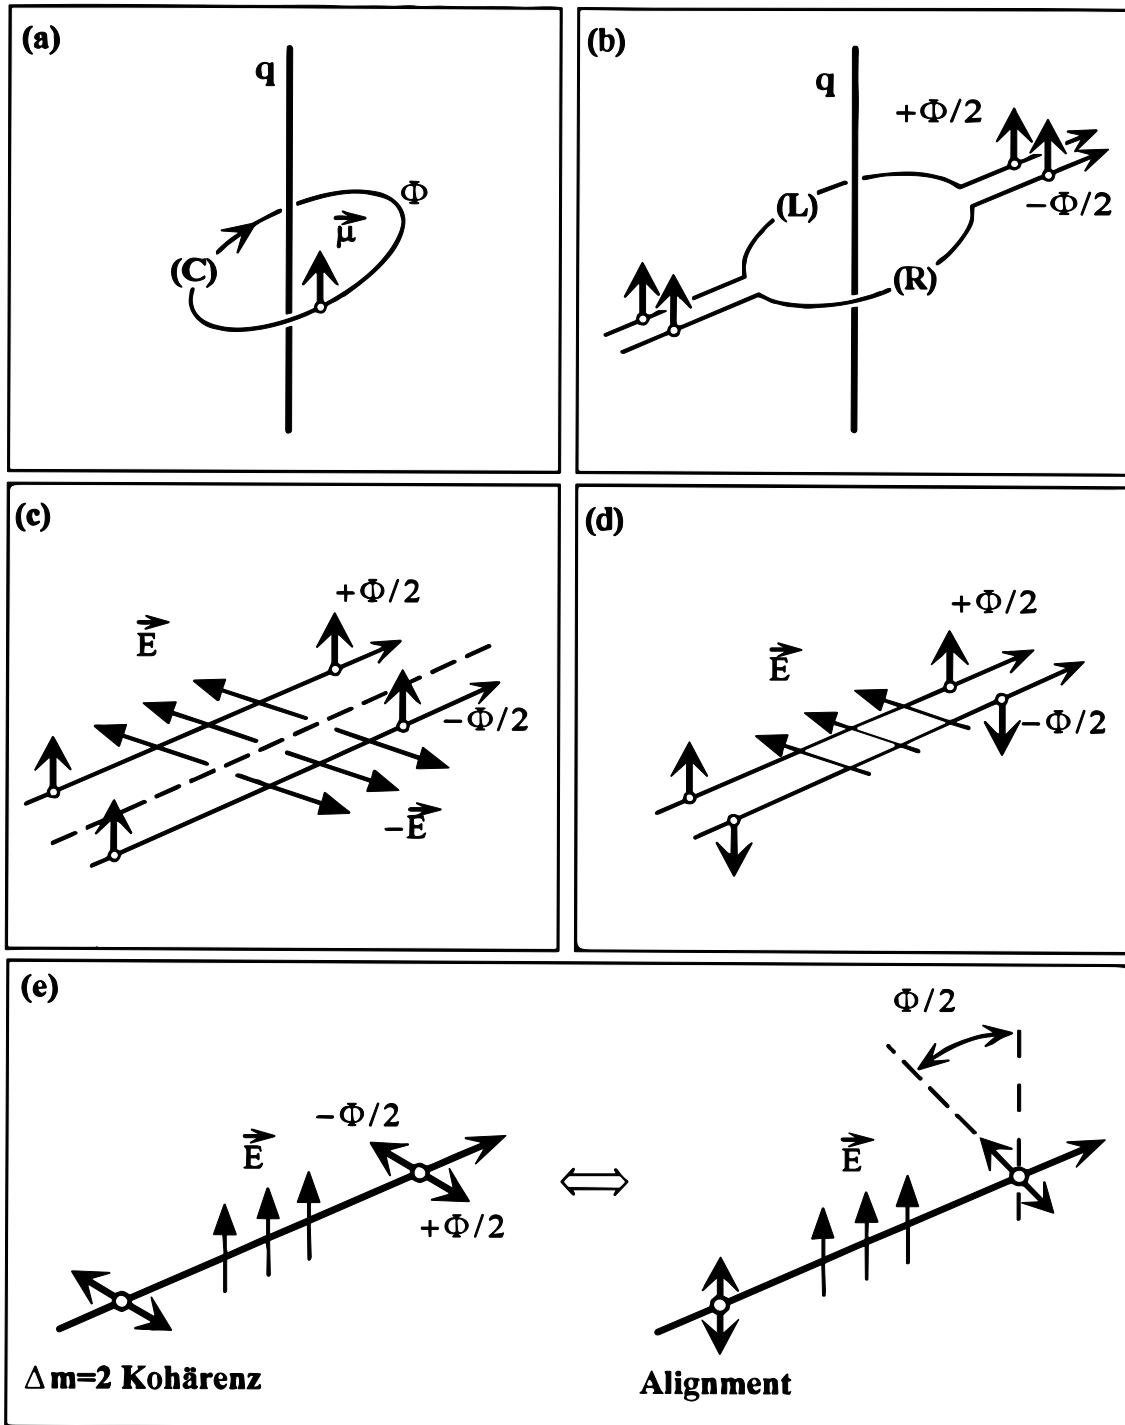 (a)
q
Φ
μ⃗
(C)
(b)
q
+Φ/2
(L)
−Φ/2
(R)
(c)
+Φ/2
E⃗
−Φ/2
−E⃗
(d)
+Φ/2
E⃗
−Φ/2
(e)
Φ/2
−Φ/2
E⃗
+Φ/2
E⃗
Δm=2 Kohärenz
Alignment